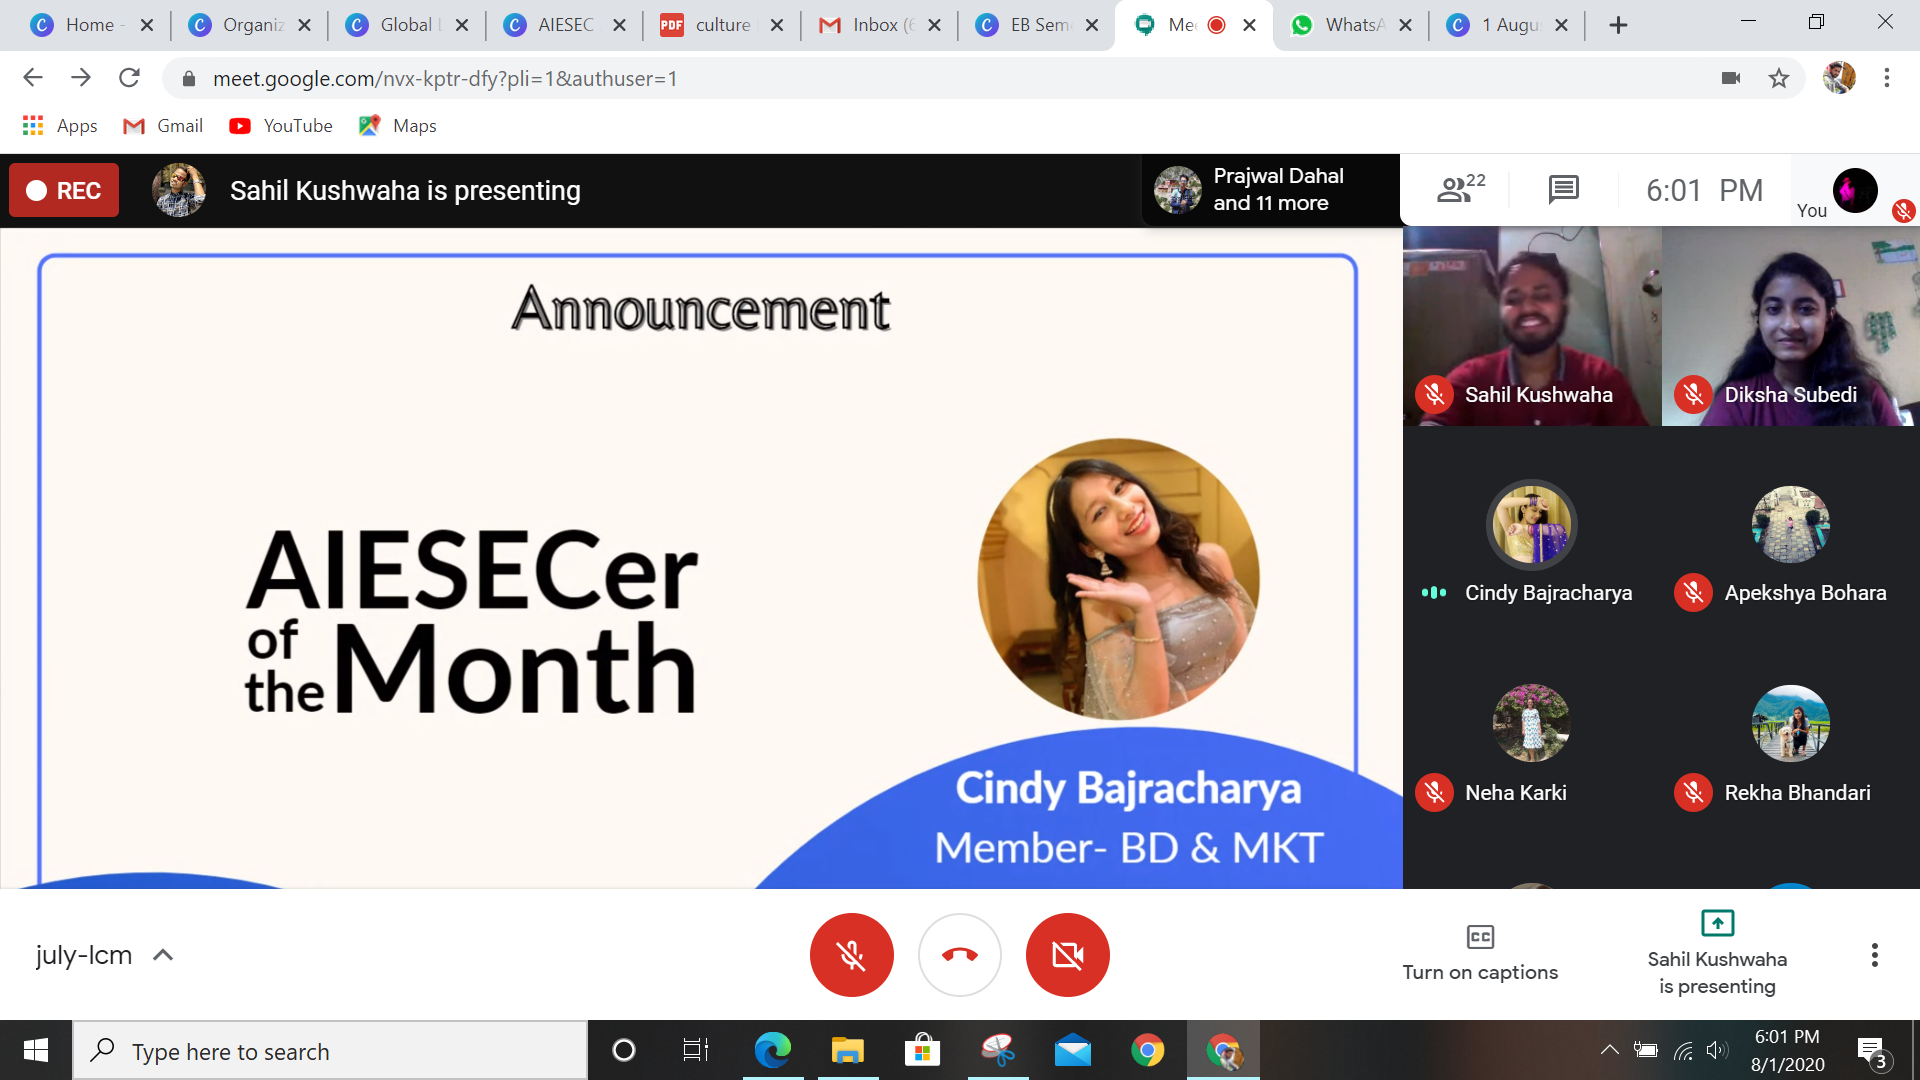 Home -
Organiz
Global L
AIESEC
PDF
culture
Inbox (6
EB Sem
Mee
WhatsA
1 Augu
meet.google.com/nvx-kptr-dfy?pli=1&authuser=1
Apps
Gmail
YouTube
Maps
REC
Sahil Kushwaha is presenting
Prajwal Dahal
and 11 more
22
6:01 PM
You
Announcement
AIESECer
of
the Month
Cindy Bajracharya
Member- BD & MKT
Sahil Kushwaha
Diksha Subedi
Cindy Bajracharya
Apekshya Bohara
Neha Karki
Rekha Bhandari
july-lcm
CC
Turn on captions
Sahil Kushwaha
is presenting
Type here to search
6:01 PM
8/1/2020
3